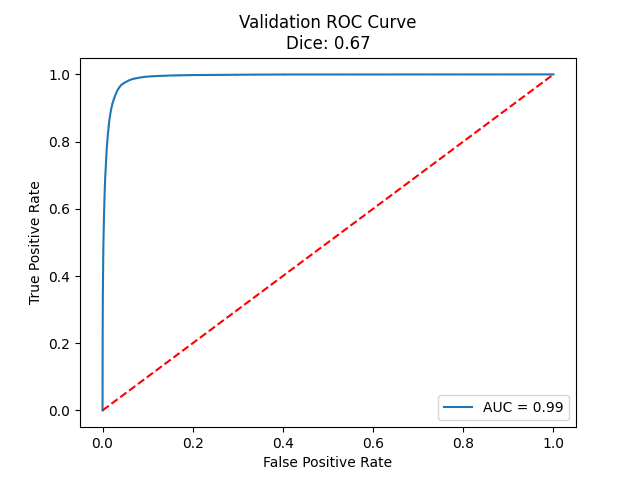 Validation ROC Curve
Dice: 0.67
1.0
0.8
0.6
0.4
0.2
0.0
True Positive Rate
AUC = 0.99
0.0 0.2 0.4 0.6 0.8 1.0
False Positive Rate